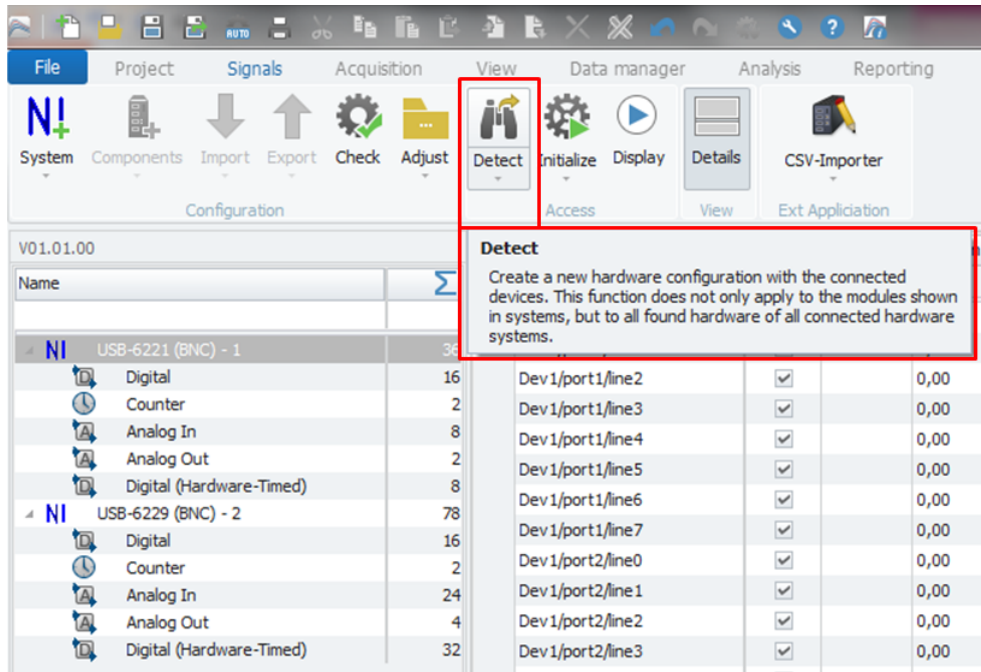 AUTO
File Project Signals Acquisition View Data manager Analysis Reporting
System Components Import Export Check Adjust Detect Initialize Display Details CSV-Importer
Configuration Access View Ext Appliciation
V01.01.00
Name Σ
Detect
Create a new hardware configuration with the connected
devices. This function does not only apply to the modules shown
in systems, but to all found hardware of all connected hardware
systems.
NI USB-6221 (BNC) - 1 36
Digital 16 Dev1/port1/line2 0,00
Counter 2 Dev1/port1/line3 0,00
Analog In 8 Dev1/port1/line4 0,00
Analog Out 2 Dev1/port1/line5 0,00
Digital (Hardware-Timed) 8 Dev1/port1/line6 0,00
NI USB-6229 (BNC) - 2 78 Dev1/port1/line7 0,00
Digital 16 Dev1/port2/line0 0,00
Counter 2 Dev1/port2/line1 0,00
Analog In 24
Analog Out 4 Dev1/port2/line2 0,00
Digital (Hardware-Timed) 32 Dev1/port2/line3 0,00